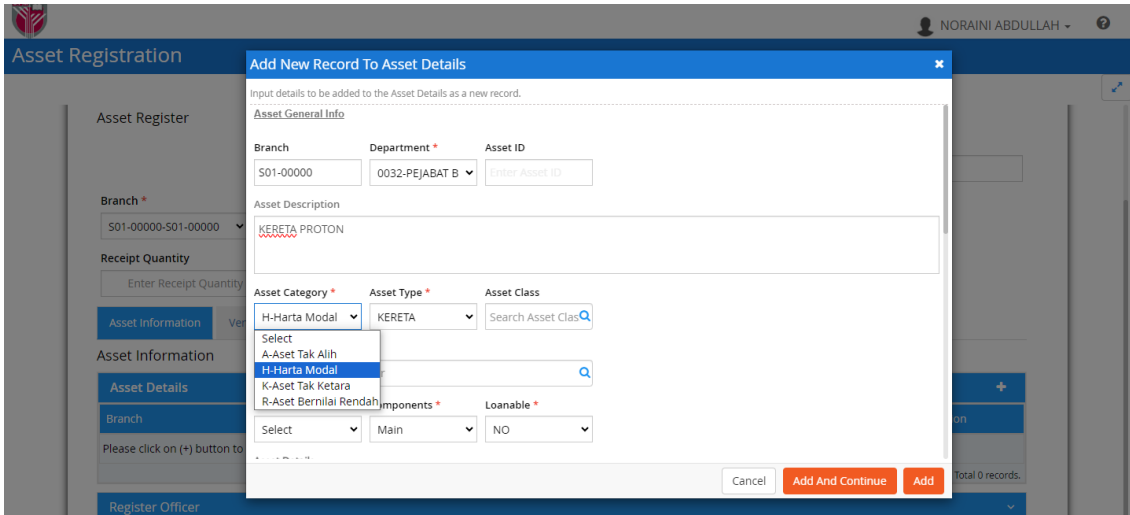 NORAINI ABDULLAH
Asset Registration
Add New Record To Asset Details
Input details to be added to the Asset Details as a new record.
Asset General Info
Asset Register
Branch
Department *
Asset ID
S01-00000
0032-PEJABAT B
Enter Asset ID
Asset Description
KERETA PROTON
Branch *
S01-00000-S01-00000
Receipt Quantity
Enter Receipt Quantity
Asset Category *
Asset Type *
Asset Class
H-Harta Modal
KERETA
Search Asset Clas
Select
A-Aset Tak Alih
H-Harta Modal
K-Aset Tak Ketara
R-Aset Bernilai Rendah
Asset Information
Ver
Asset Information
Asset Details
+
Branch
on
Please click on (+) button to
omponents *
Loanable *
Select
Main
NO
Cancel
Add And Continue
Add
Total 0 records.
Register Officer